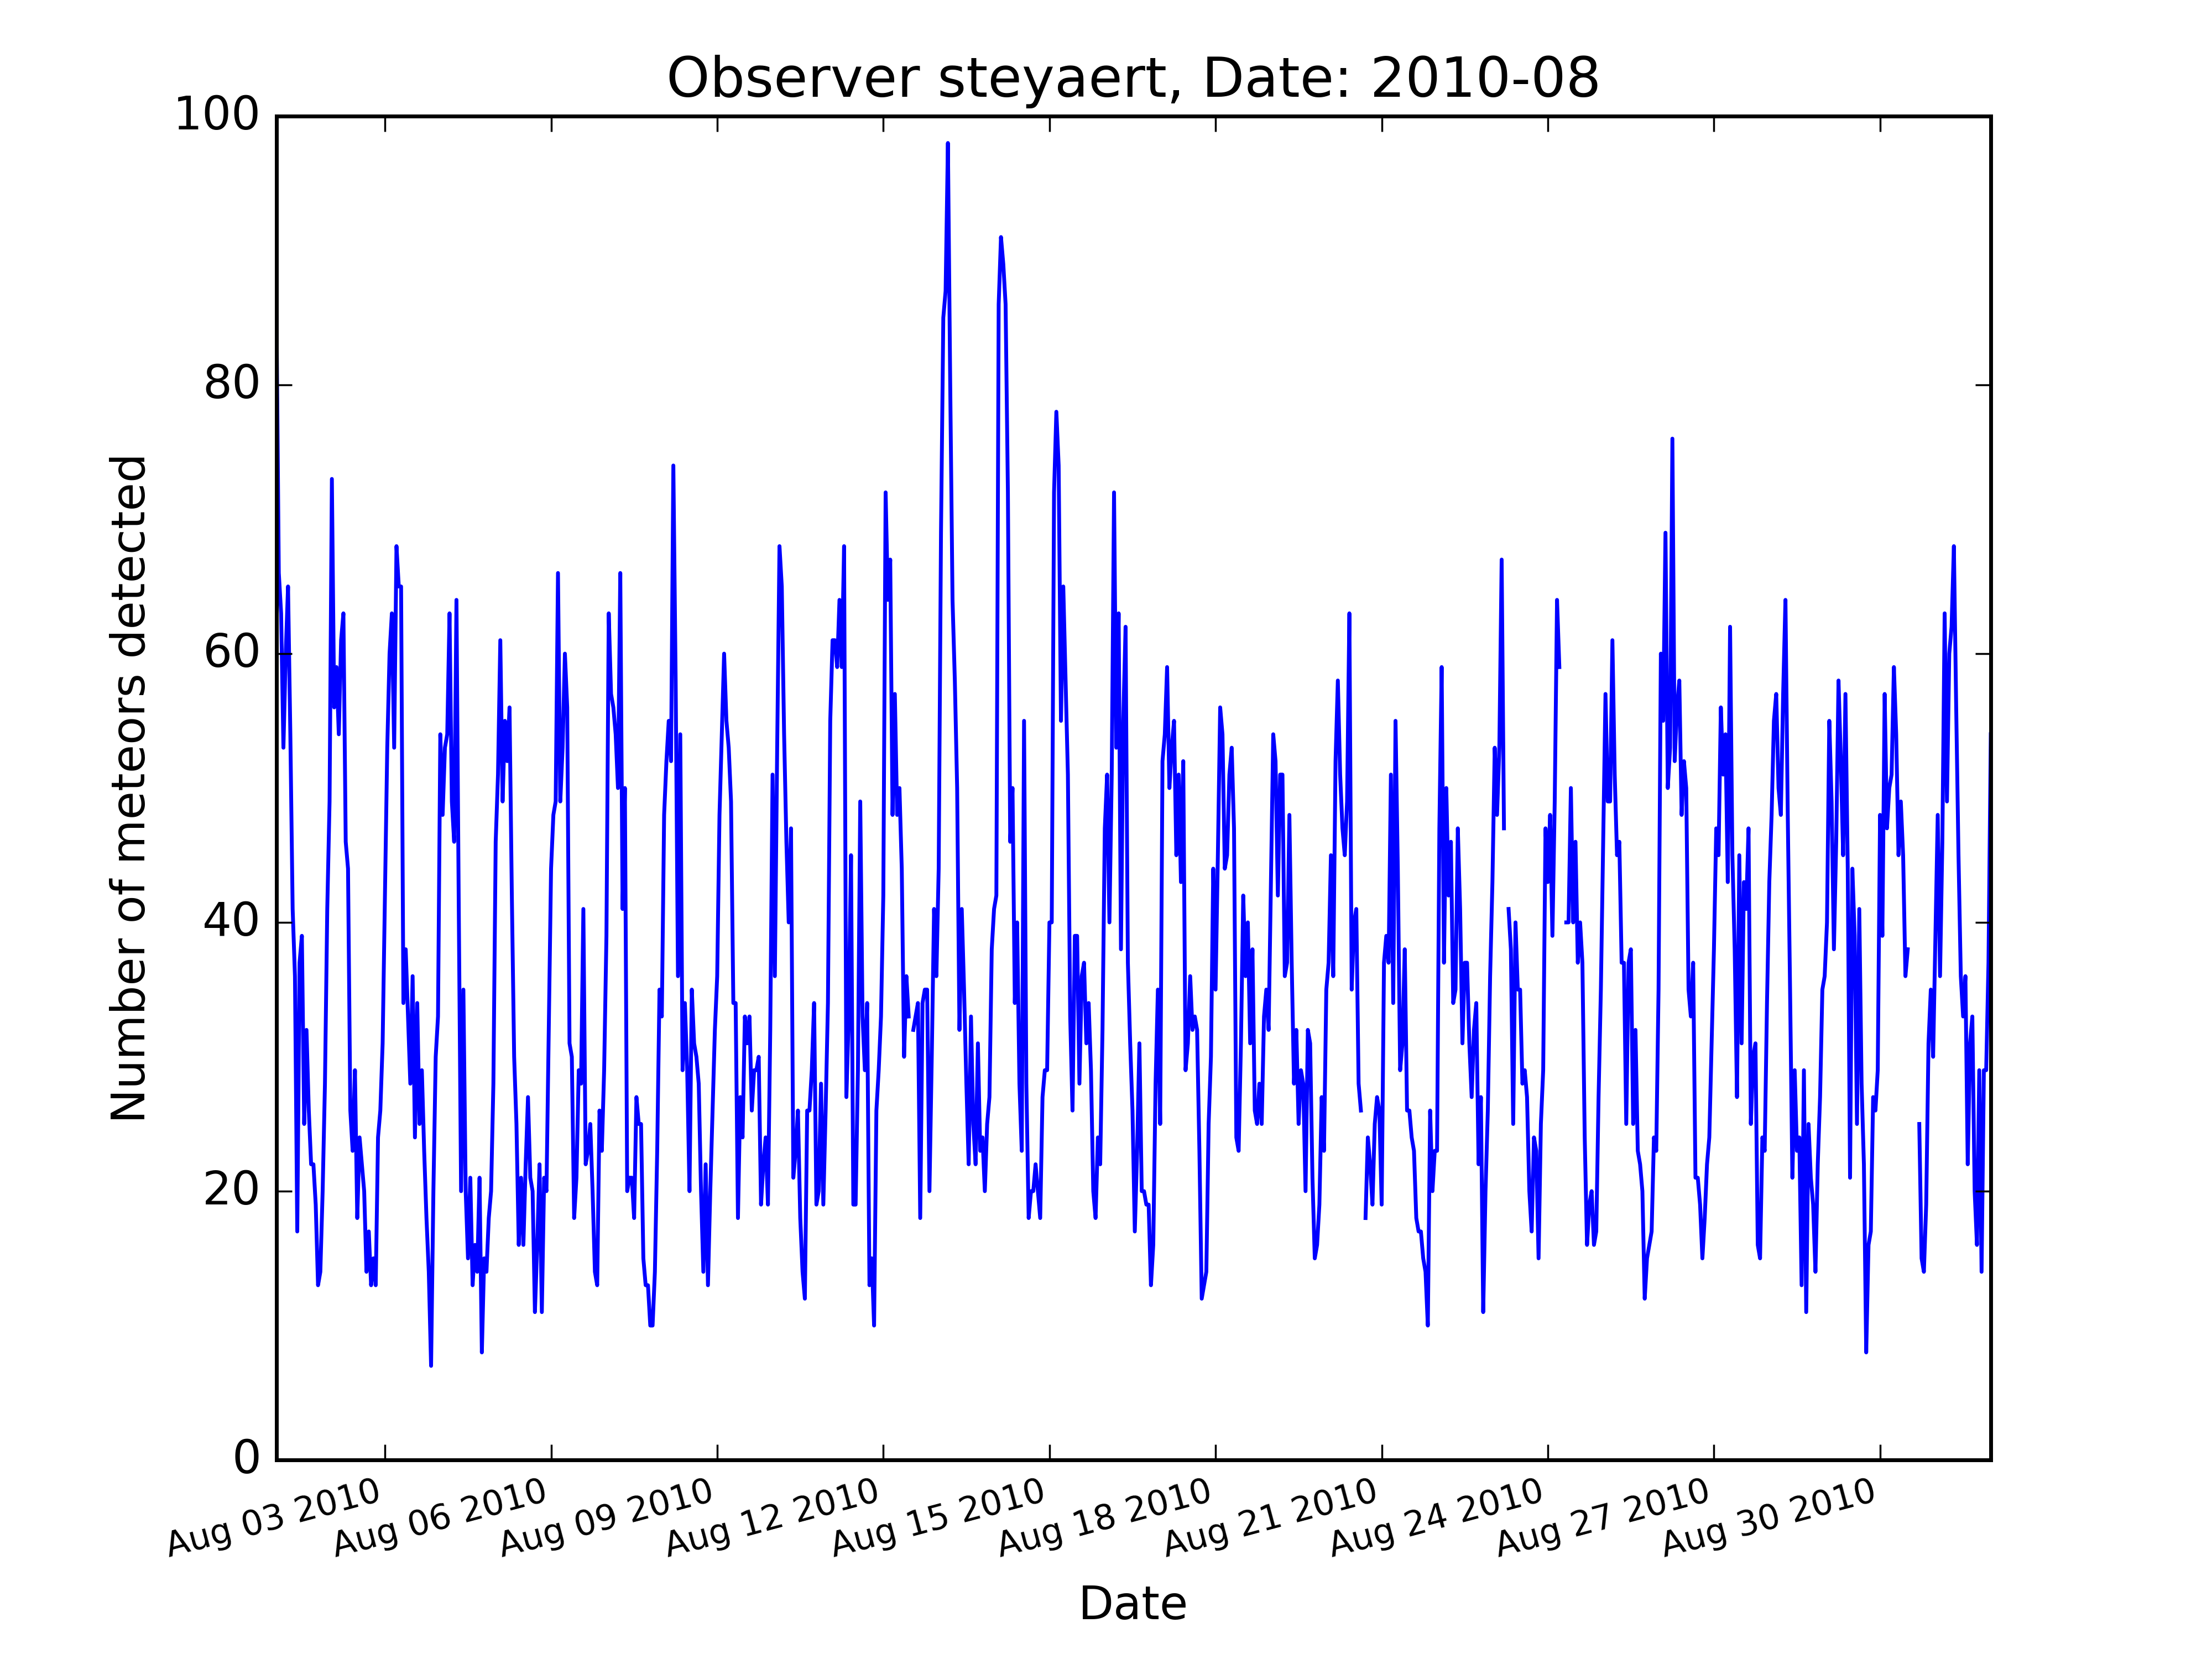 Observer steyaert, Date: 2010-08
Number of meteors detected
100
80
60
40
20
0
Aug 03 2010
Aug 06 2010
Aug 09 2010
Aug 12 2010
Aug 15 2010
Aug 18 2010
Aug 21 2010
Aug 24 2010
Aug 27 2010
Aug 30 2010
Date